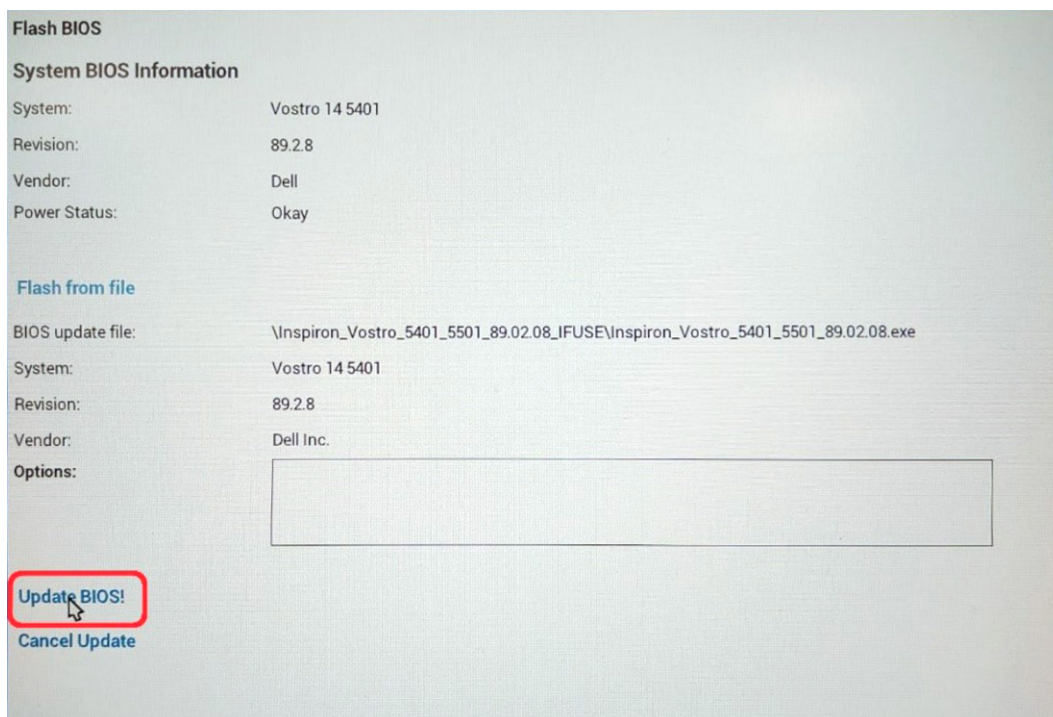 Flash BIOS
System BIOS Information
System: Vostro 14 5401
Revision: 89.2.8
Vendor: Dell
Power Status: Okay
Flash from file
BIOS update file: \Inspiron_Vostro_5401_5501_89.02.08_IFUSE\Inspiron_Vostro_5401_5501_89.02.08.exe
System: Vostro 14 5401
Revision: 89.2.8
Vendor: Dell Inc.
Options:
Update BIOS!
Cancel Update